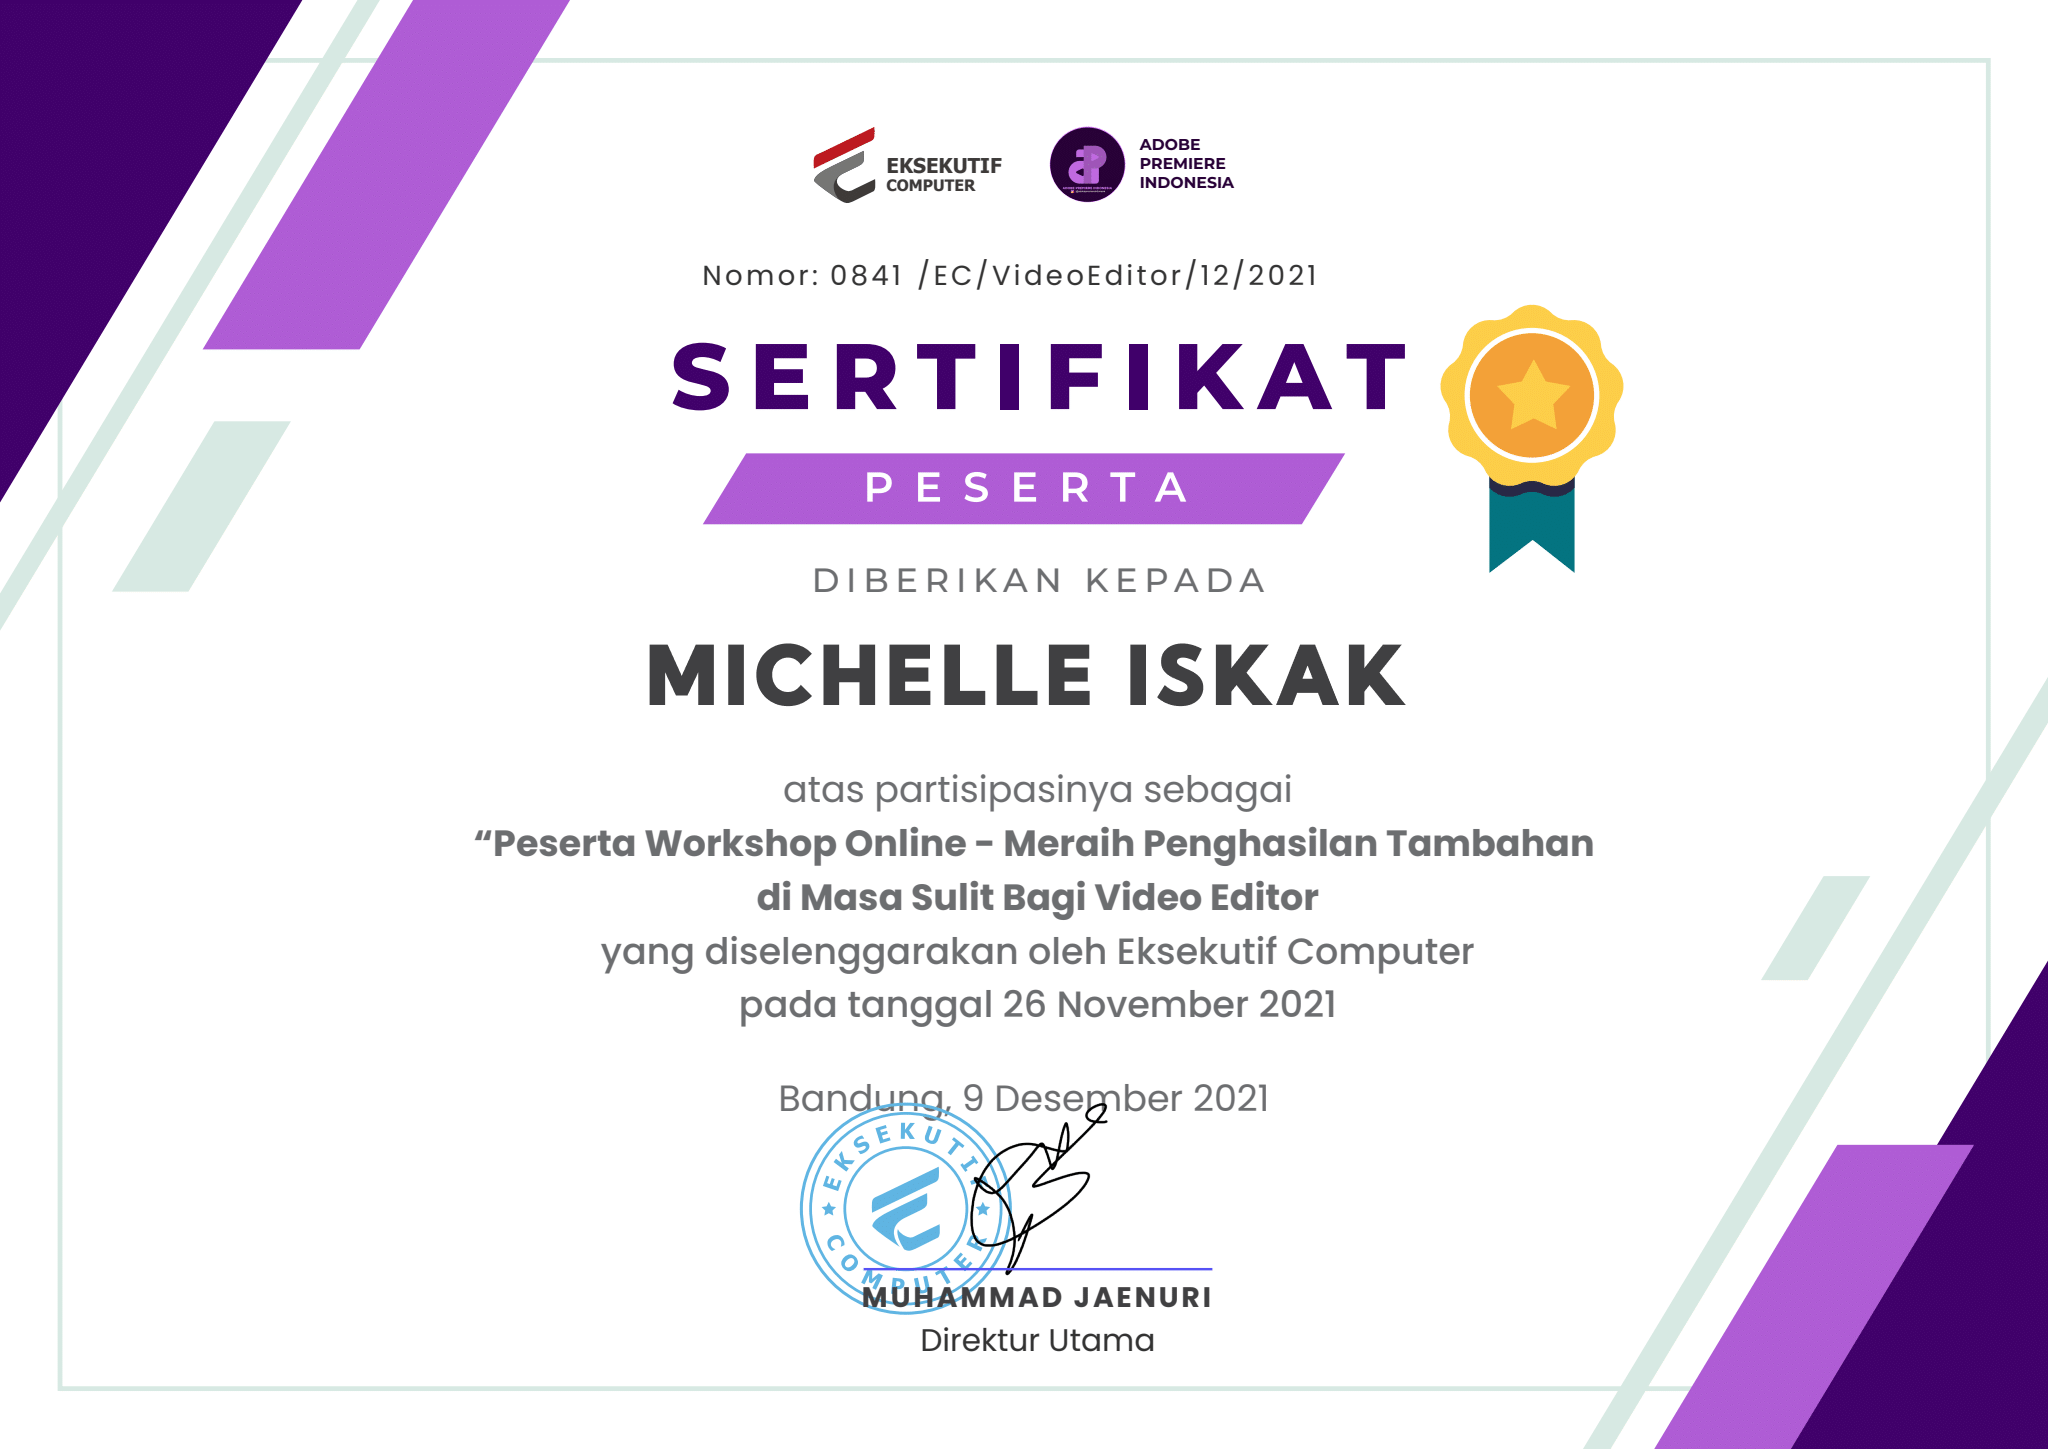 EKSEKUTIF
COMPUTER
ADOBE
PREMIERE
INDONESIA
Nomor: 0841 /EC/VideoEditor/12/2021
SERTIFIKAT
PESERTA
DIBERIKAN KEPADA
MICHELLE ISKAK
atas partisipasinya sebagai
“Peserta Workshop Online - Meraih Penghasilan Tambahan
di Masa Sulit Bagi Video Editor
yang diselenggarakan oleh Eksekutif Computer
pada tanggal 26 November 2021
Bandung, 9 Desember 2021
EKSEKUTIF
COMPUTER
MUHAMMAD JAENURI
Direktur Utama